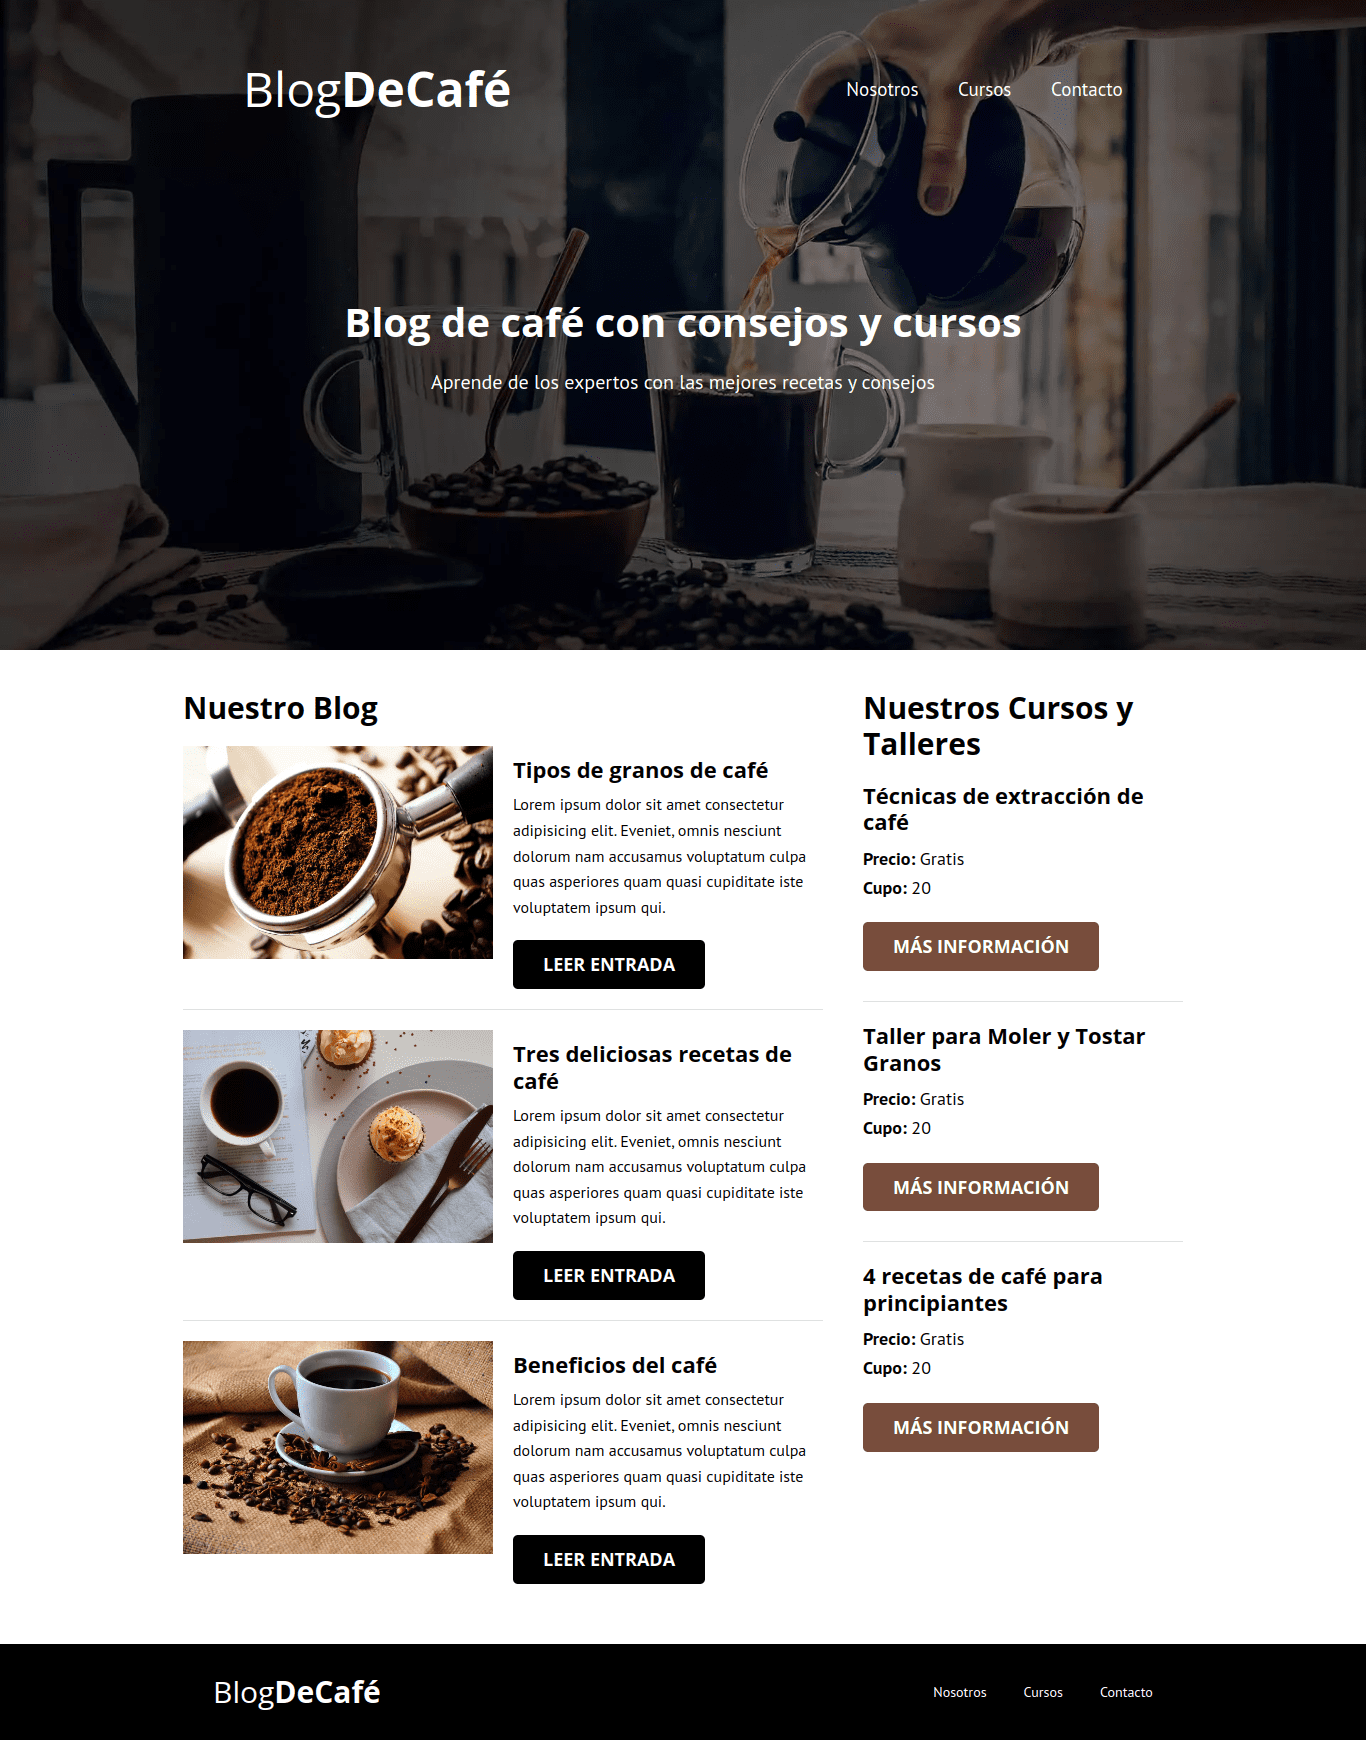 BlogDeCafé
Nosotros Cursos Contacto
Blog de café con consejos y cursos
Aprende de los expertos con las mejores recetas y consejos
Nuestro Blog
Tipos de granos de café
Lorem ipsum dolor sit amet consectetur
adipisicing elit. Eveniet, omnis nesciunt
dolorum nam accusamus voluptatum culpa
quas asperiores quam quasi cupiditate iste
voluptatem ipsum qui.
LEER ENTRADA
Tres deliciosas recetas de
café
Lorem ipsum dolor sit amet consectetur
adipisicing elit. Eveniet, omnis nesciunt
dolorum nam accusamus voluptatum culpa
quas asperiores quam quasi cupiditate iste
voluptatem ipsum qui.
LEER ENTRADA
Beneficios del café
Lorem ipsum dolor sit amet consectetur
adipisicing elit. Eveniet, omnis nesciunt
dolorum nam accusamus voluptatum culpa
quas asperiores quam quasi cupiditate iste
voluptatem ipsum qui.
LEER ENTRADA
Nuestros Cursos y
Talleres
Técnicas de extracción de
café
Precio: Gratis
Cupo: 20
MÁS INFORMACIÓN
Taller para Moler y Tostar
Granos
Precio: Gratis
Cupo: 20
MÁS INFORMACIÓN
4 recetas de café para
principiantes
Precio: Gratis
Cupo: 20
MÁS INFORMACIÓN
BlogDeCafé
Nosotros Cursos Contacto